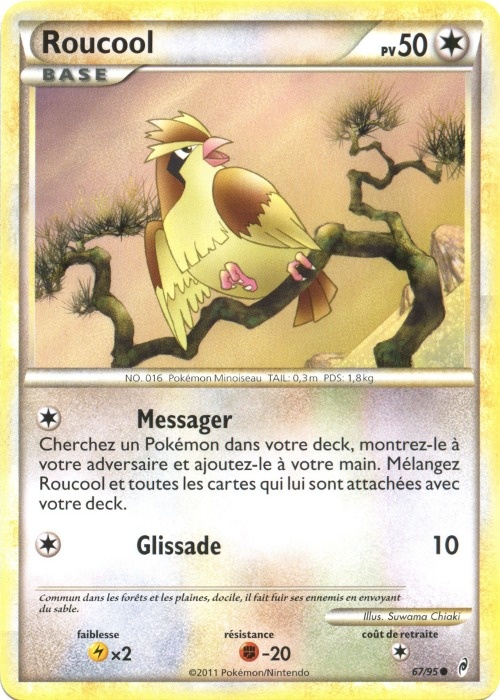 Roucool
PV 50
BASE
NO. 016 Pokémon Minoiseau TAIL: 0,3m PDS: 1,8kg
Messager
Cherchez un Pokémon dans votre deck, montrez-le à
votre adversaire et ajoutez-le à votre main. Mélangez
Roucool et toutes les cartes qui lui sont attachées avec
votre deck.
Glissade 10
Commun dans les forêts et les plaines, docile, il fait fuir ses ennemis en envoyant
du sable.
Illus. Suwama Chiaki
faiblesse résistance coût de retraite
×2 -20
©2011 Pokémon/Nintendo 67/95